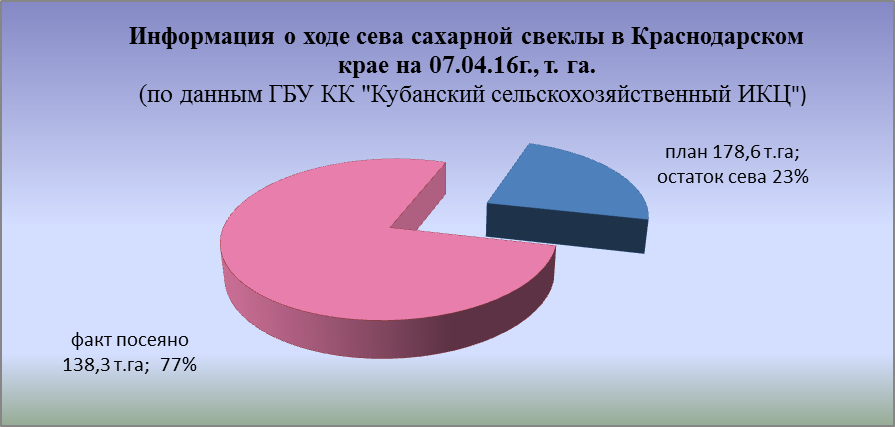 Информация о ходе сева сахарной свеклы в Краснодарском
крае на 07.04.16г., т. га.
(по данным ГБУ КК "Кубанский сельскохозяйственный ИКЦ")
план 178,6 т.га;
остаток сева 23%
факт посеяно
138,3 т.га; 77%